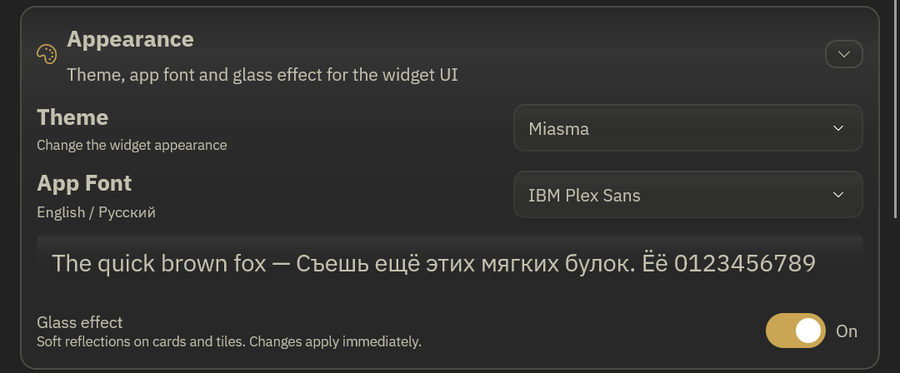 Appearance
Theme, app font and glass effect for the widget UI
Theme
Change the widget appearance
Miasma
App Font
English / Русский
IBM Plex Sans
The quick brown fox — Съешь ещё этих мягких булок. Ёё 0123456789
Glass effect
Soft reflections on cards and tiles. Changes apply immediately.
On